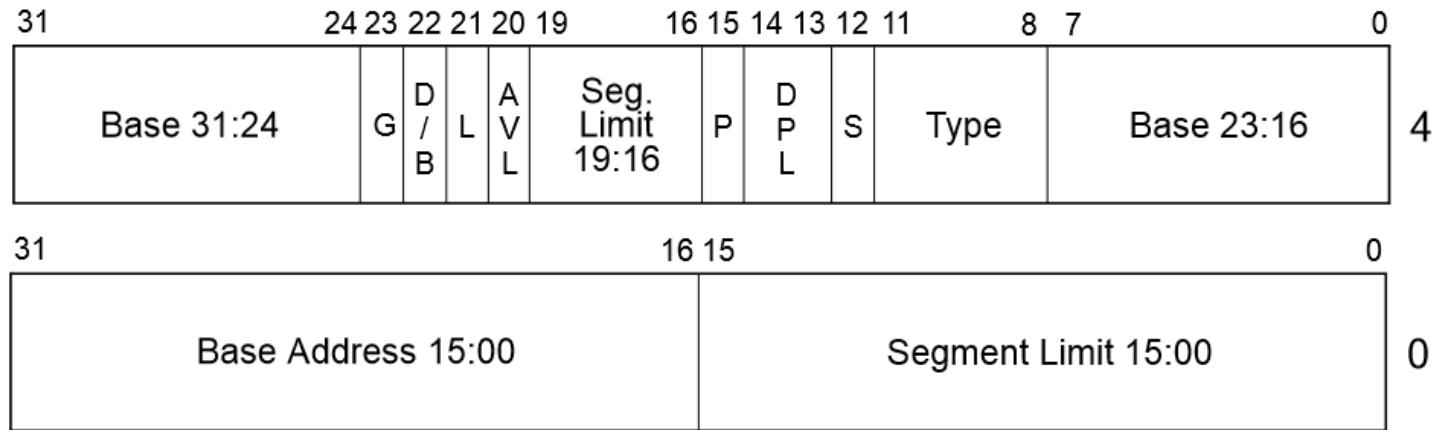 31 24 23 22 21 20 19 16 15 14 13 12 11 8 7 0
Base 31:24 G D/B L AVL Seg. Limit 19:16 P DPL S Type Base 23:16 4
31 16 15 0
Base Address 15:00 Segment Limit 15:00 0